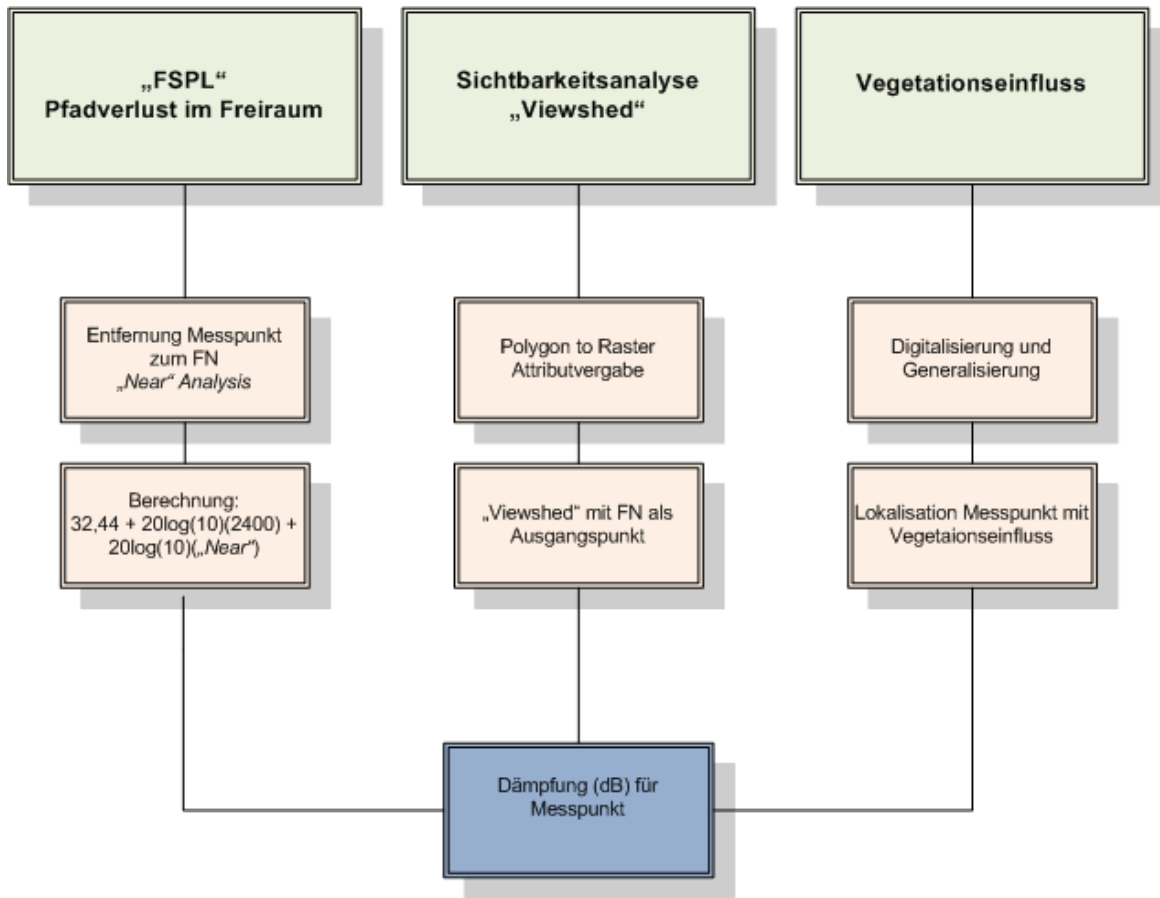 „FSPL“
Pfadverlust im Freiraum
Sichtbarkeitsanalyse
„Viewshed“
Vegetationseinfluss
Entfernung Messpunkt
zum FN
„Near“ Analysis
Polygon to Raster
Attributvergabe
Digitalisierung und
Generalisierung
Berechnung:
32,44 + 20log(10)(2400) +
20log(10)(„Near“)
„Viewshed“ mit FN als
Ausgangspunkt
Lokalisation Messpunkt mit
Vegetaionseinfluss
Dämpfung (dB) für
Messpunkt